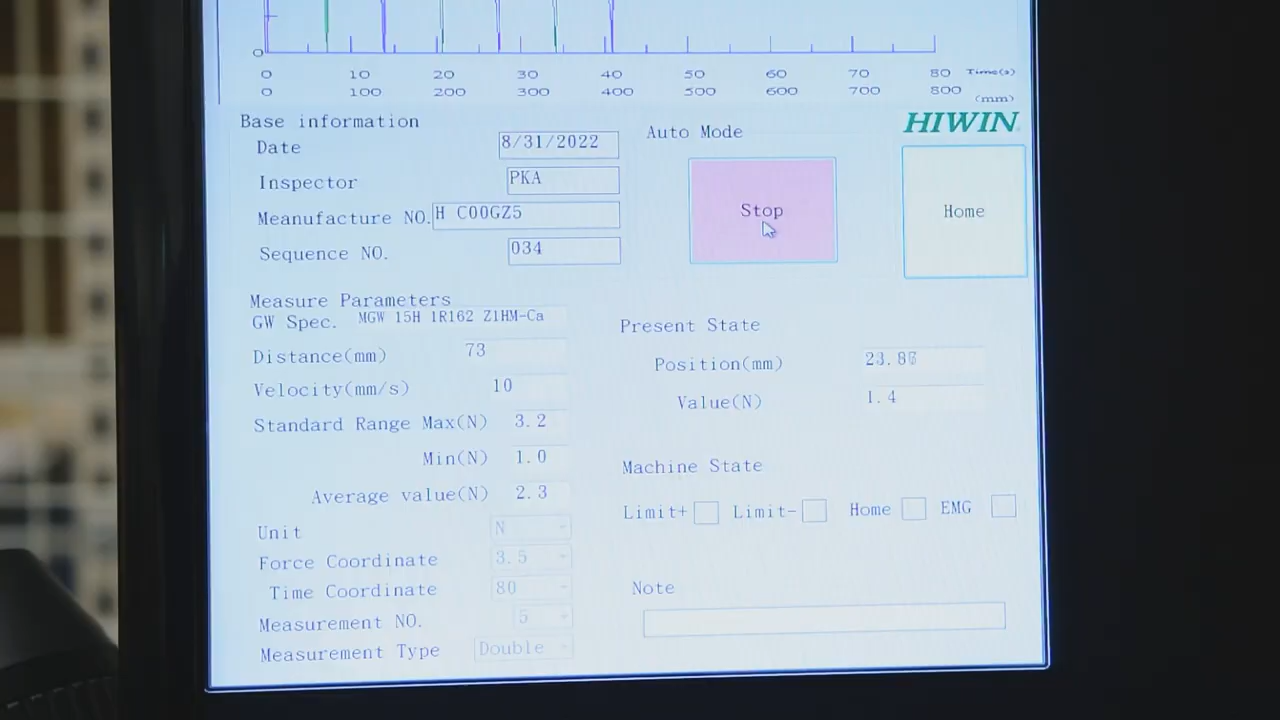 0
0 10 20 30 40 50 60 70 80 Time(s)
0 100 200 300 400 500 600 700 800 (mm)
Base information
Date 8/31/2022
Inspector PKA
Meanufacture NO. H C00GZ5
Sequence NO. 034
Auto Mode
Stop
HIWIN
Home
Measure Parameters
GW Spec. MGW 15H 1R162 Z1HM-Ca
Distance(mm) 73
Velocity(mm/s) 10
Standard Range Max(N) 3.2
Min(N) 1.0
Average value(N) 2.3
Unit N
Force Coordinate 3.5
Time Coordinate 80
Measurement NO. 5
Measurement Type Double
Present State
Position(mm)
Value(N) 1.4
Machine State
Limit+ Limit- Home EMG
Note